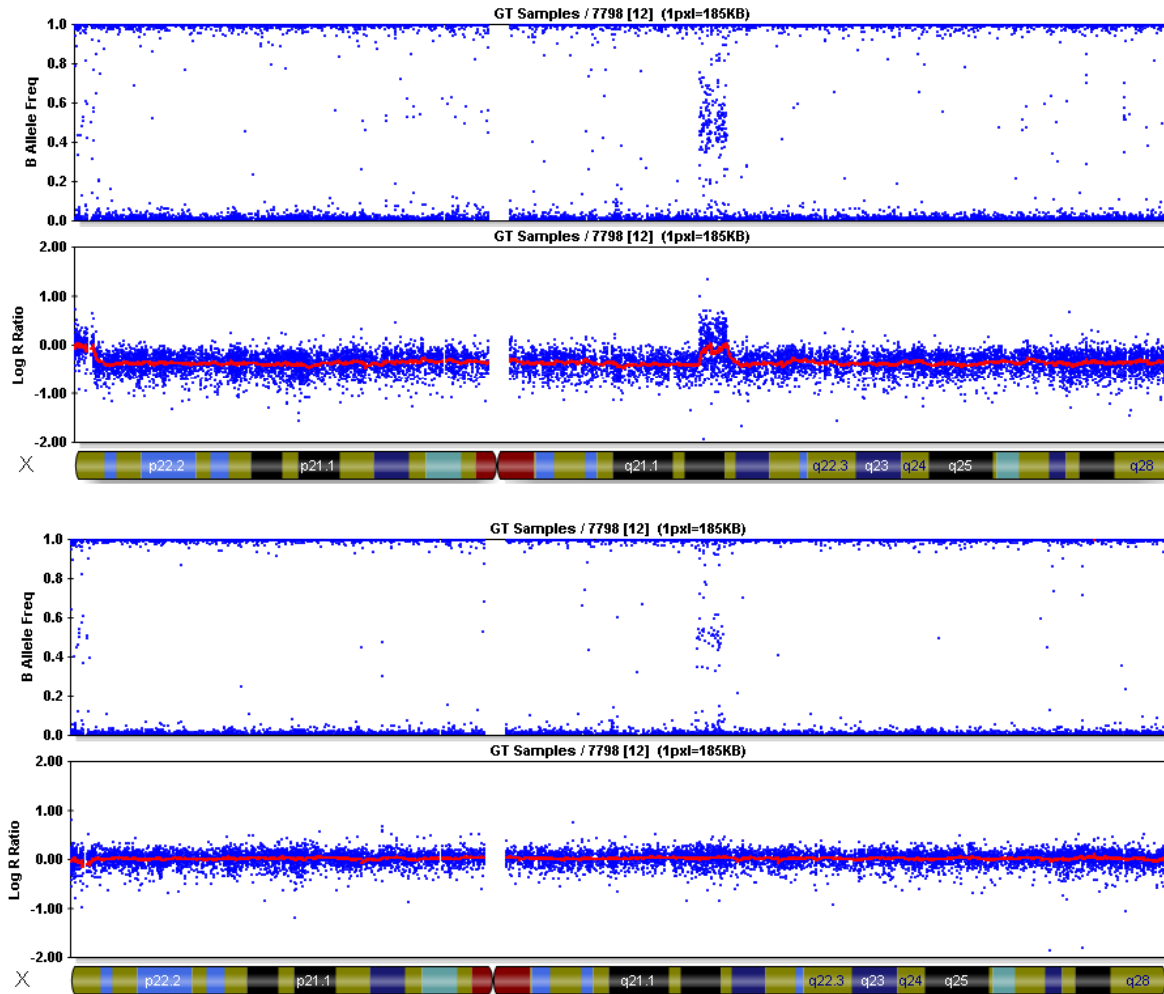 GT Samples / 7798 [12] (1pxl=185KB)
B Allele Freq
1.0
0.8
0.6
0.4
0.2
0.0
GT Samples / 7798 [12] (1pxl=185KB)
Log R Ratio
2.00
1.00
0.00
-1.00
-2.00
X p22.2 p21.1 q21.1 q22.3 q23 q24 q25 q28
GT Samples / 7798 [12] (1pxl=185KB)
B Allele Freq
1.0
0.8
0.6
0.4
0.2
0.0
GT Samples / 7798 [12] (1pxl=185KB)
Log R Ratio
2.00
1.00
0.00
-1.00
-2.00
X p22.2 p21.1 q21.1 q22.3 q23 q24 q25 q28